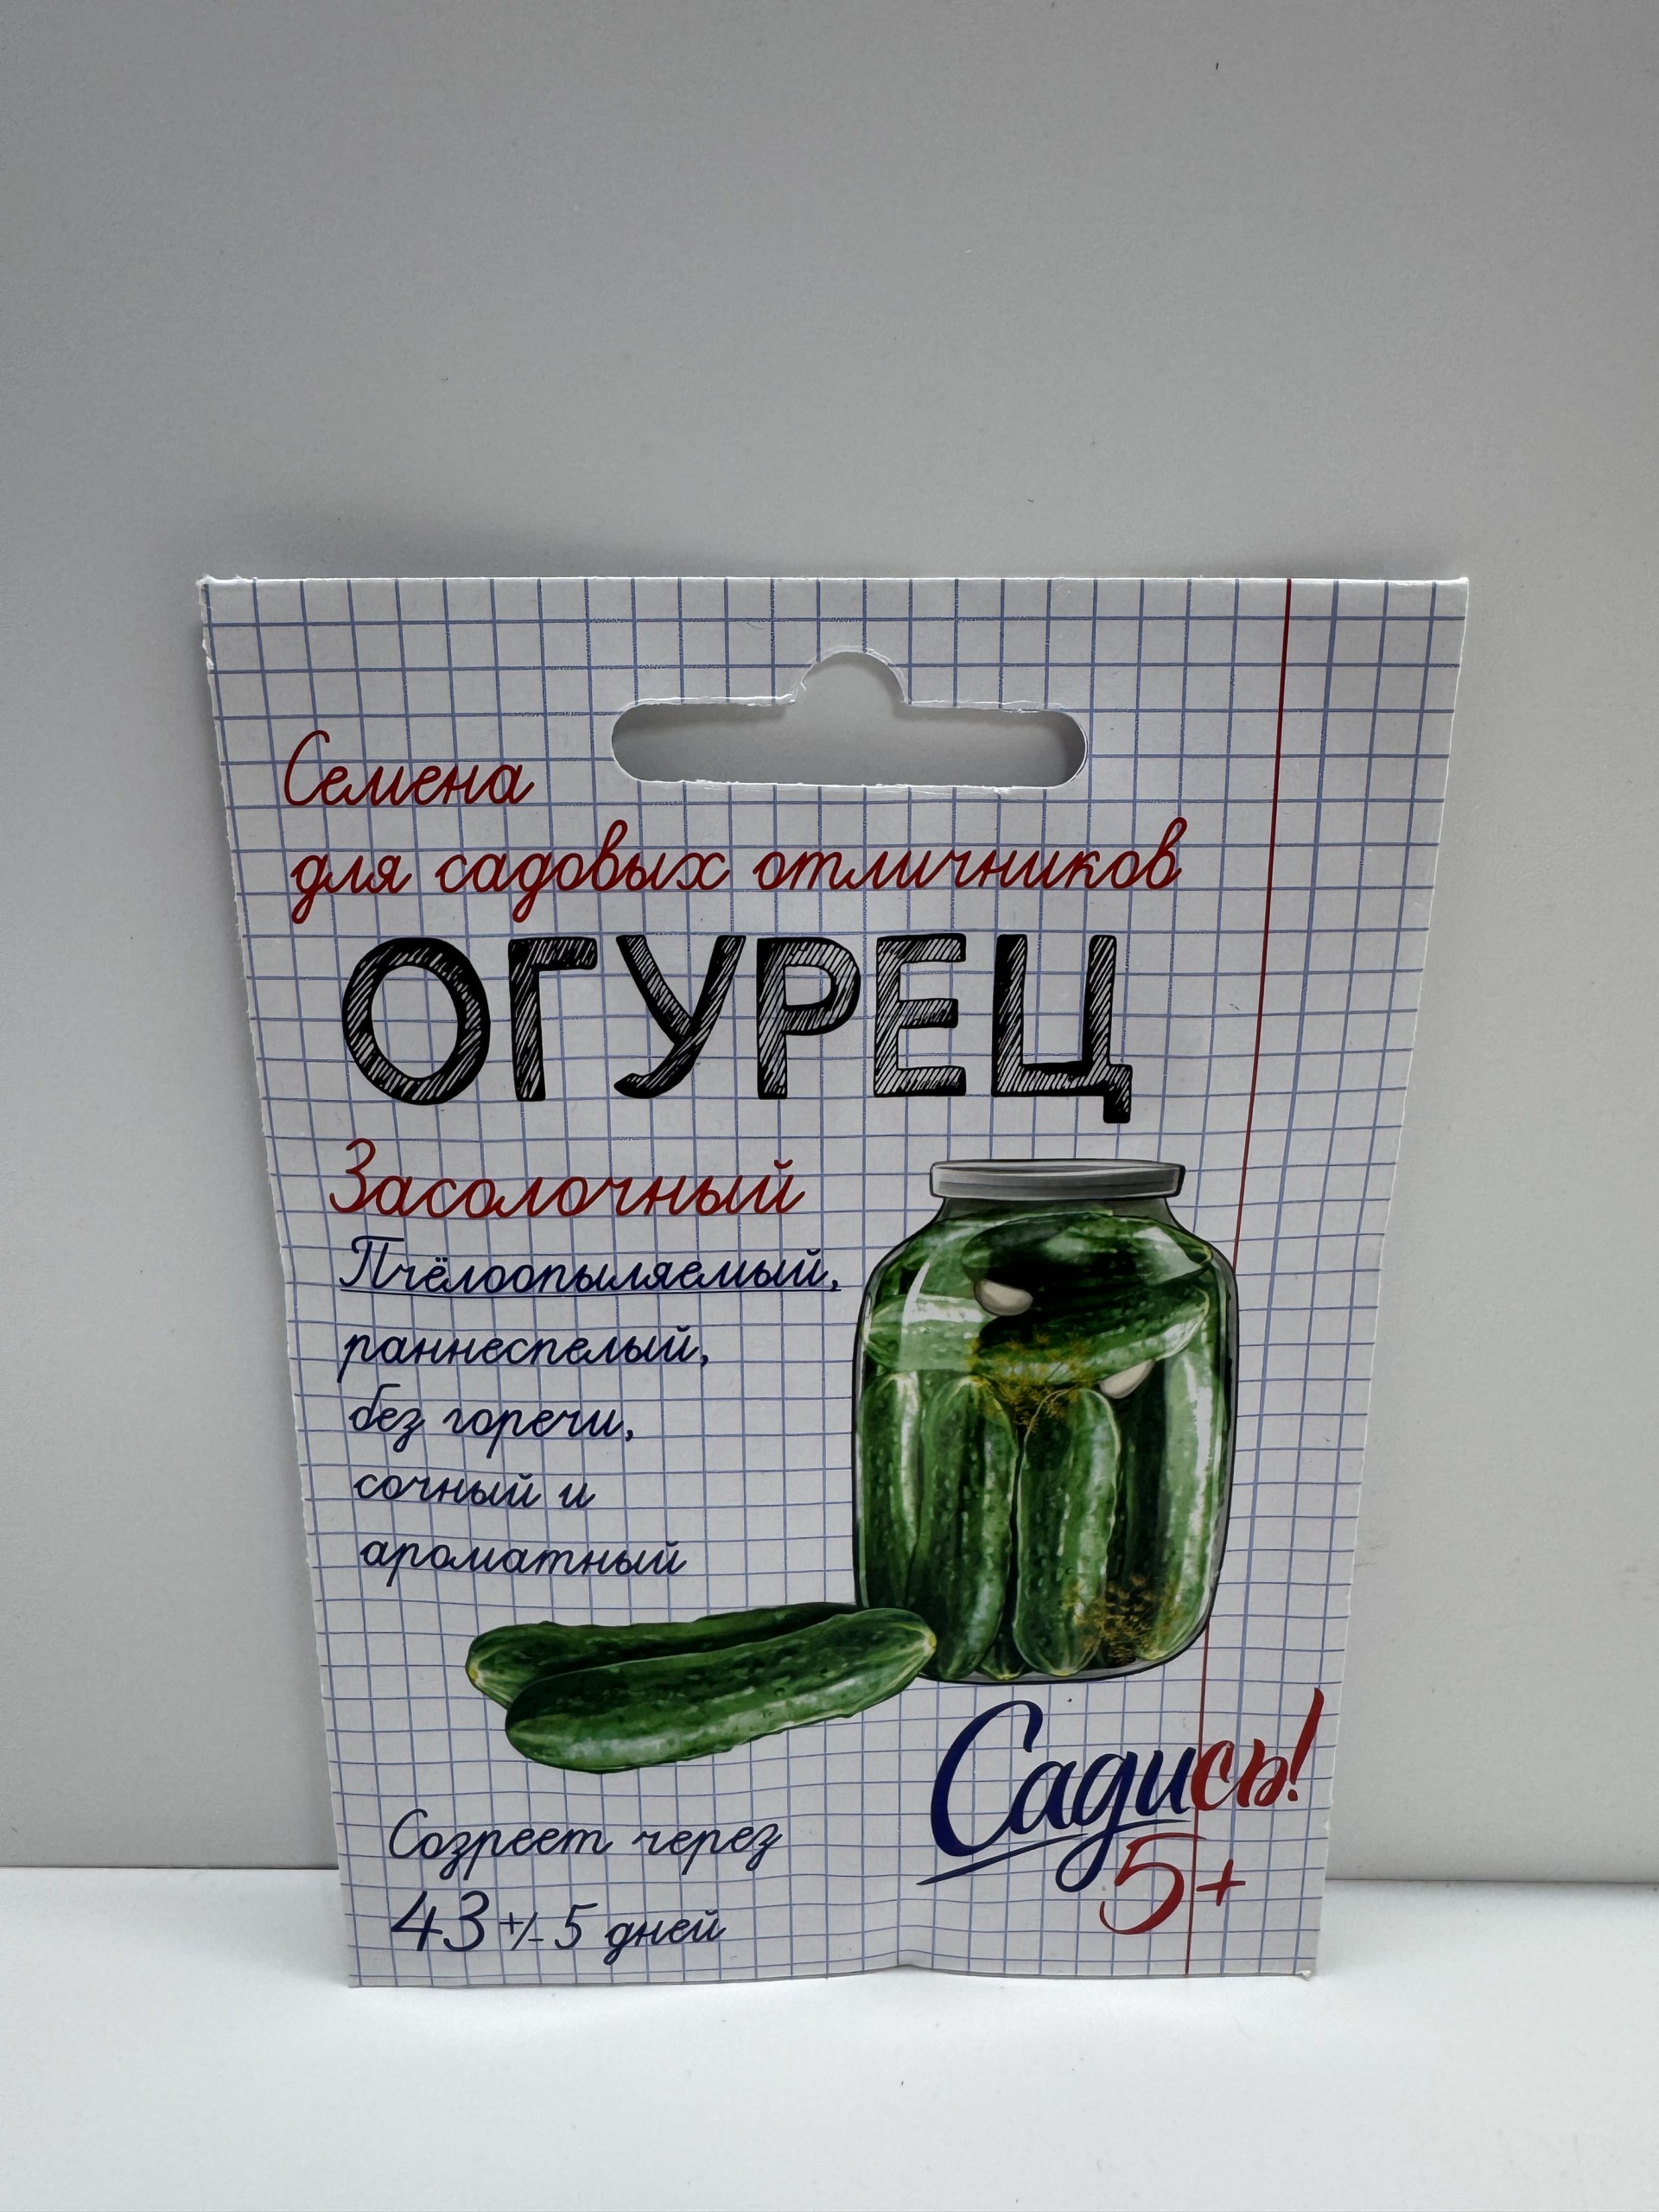 Семена
для садовых отличников
ОГУРЕЦ
Засолочный
Пчёлоопыляемый,
раннеспелый,
без горечи,
сочный и
ароматный
Созреет через
43 +/- 5 дней
Садись!
5+